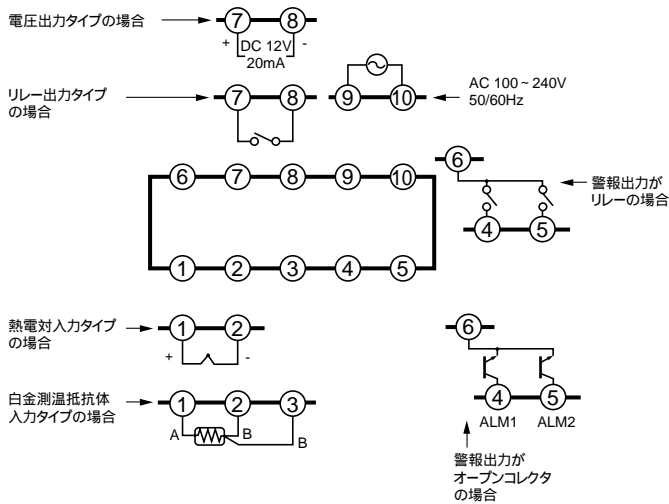 電圧出力タイプの場合
7 8
+ DC 12V -
20mA
リレー出力タイプ
の場合
7 8 9 10
AC 100~240V
50/60Hz
6
警報出力が
リレーの場合
4 5
6 7 8 9 10
1 2 3 4 5
熱電対入力タイプ
の場合
1 2
+ -
白金測温抵抗体
入力タイプの場合
1 2 3
A B B
6
4 5
ALM1 ALM2
警報出力が
オープンコレクタ
の場合